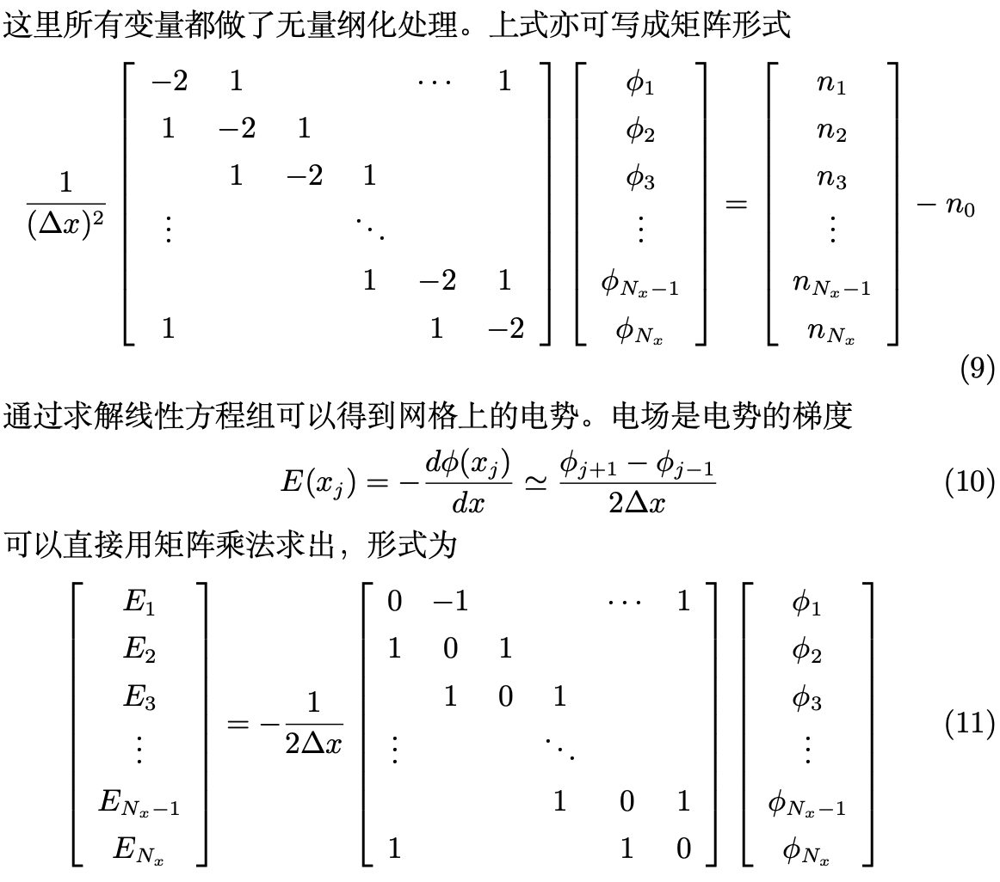 这里所有变量都做了无量纲化处理。上式亦可写成矩阵形式
$$\frac{1}{(\Delta x)^2}\begin{bmatrix} -2 & 1 & & & \cdots & 1 \\ 1 & -2 & 1 & & & \\ & 1 & -2 & 1 & & \\ \vdots & & & \ddots & & \\ & & & 1 & -2 & 1 \\ 1 & & & & 1 & -2 \end{bmatrix}\begin{bmatrix} \phi_1 \\ \phi_2 \\ \phi_3 \\ \vdots \\ \phi_{N_x-1} \\ \phi_{N_x} \end{bmatrix} = \begin{bmatrix} n_1 \\ n_2 \\ n_3 \\ \vdots \\ n_{N_x-1} \\ n_{N_x} \end{bmatrix} - n_0$$
(9)
通过求解线性方程组可以得到网格上的电势。电场是电势的梯度
$$E(x_j) = -\frac{d\phi(x_j)}{dx} \simeq \frac{\phi_{j+1} - \phi_{j-1}}{2\Delta x}$$ (10)
可以直接用矩阵乘法求出，形式为
$$\begin{bmatrix} E_1 \\ E_2 \\ E_3 \\ \vdots \\ E_{N_x-1} \\ E_{N_x} \end{bmatrix} = -\frac{1}{2\Delta x}\begin{bmatrix} 0 & -1 & & & \cdots & 1 \\ 1 & 0 & 1 & & & \\ & 1 & 0 & 1 & & \\ \vdots & & & \ddots & & \\ & & & 1 & 0 & 1 \\ 1 & & & & 1 & 0 \end{bmatrix}\begin{bmatrix} \phi_1 \\ \phi_2 \\ \phi_3 \\ \vdots \\ \phi_{N_x-1} \\ \phi_{N_x} \end{bmatrix}$$ (11)